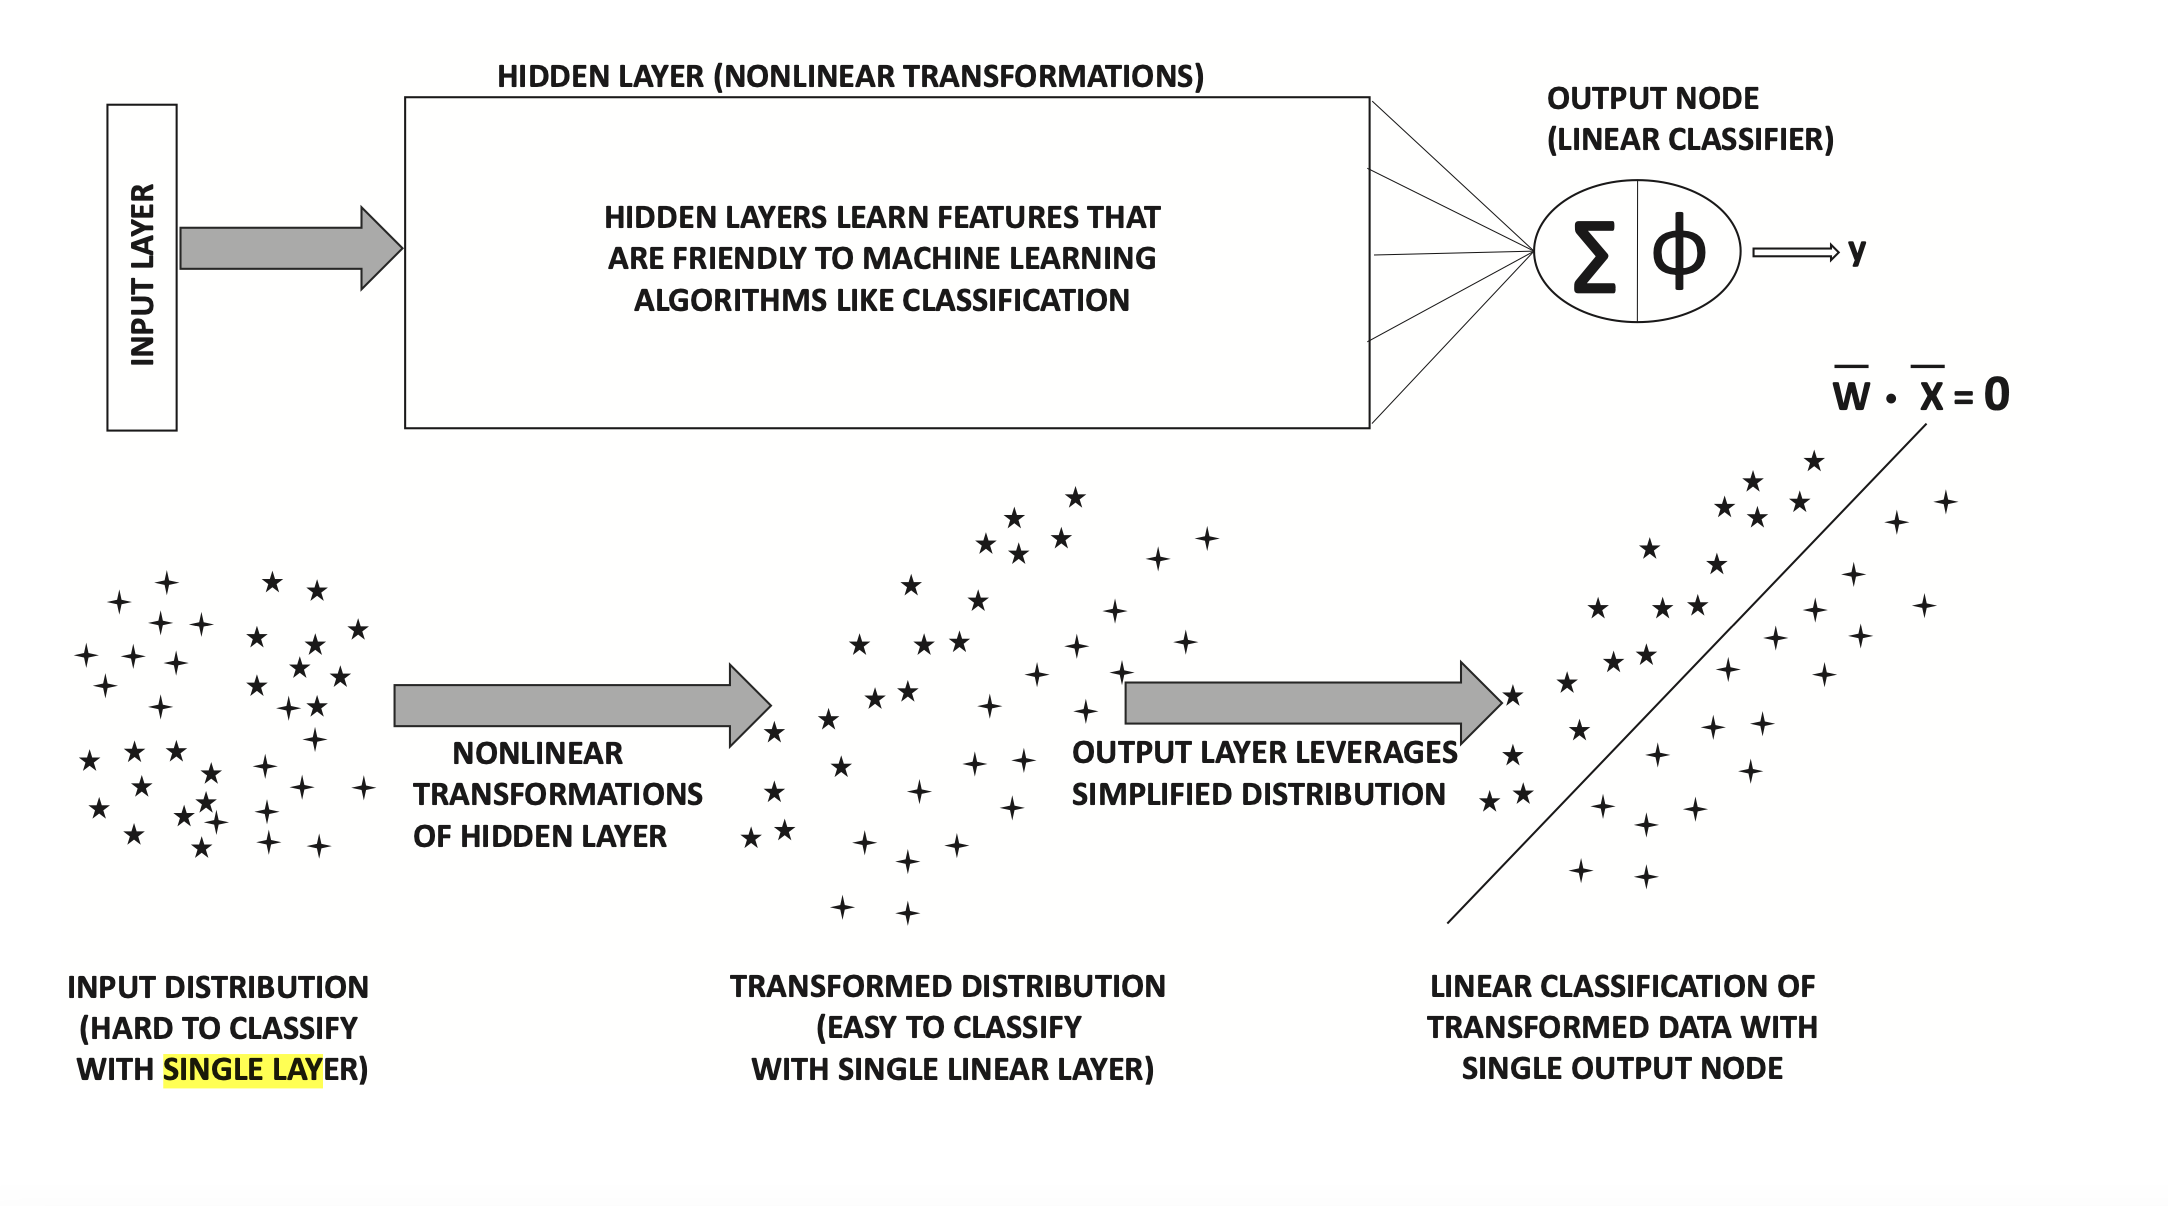 HIDDEN LAYER (NONLINEAR TRANSFORMATIONS)
INPUT LAYER
HIDDEN LAYERS LEARN FEATURES THAT
ARE FRIENDLY TO MACHINE LEARNING
ALGORITHMS LIKE CLASSIFICATION
OUTPUT NODE
(LINEAR CLASSIFIER)
∑ ϕ
y
W̅ · X̅ = 0
NONLINEAR
TRANSFORMATIONS
OF HIDDEN LAYER
OUTPUT LAYER LEVERAGES
SIMPLIFIED DISTRIBUTION
INPUT DISTRIBUTION
(HARD TO CLASSIFY
WITH SINGLE LAYER)
TRANSFORMED DISTRIBUTION
(EASY TO CLASSIFY
WITH SINGLE LINEAR LAYER)
LINEAR CLASSIFICATION OF
TRANSFORMED DATA WITH
SINGLE OUTPUT NODE